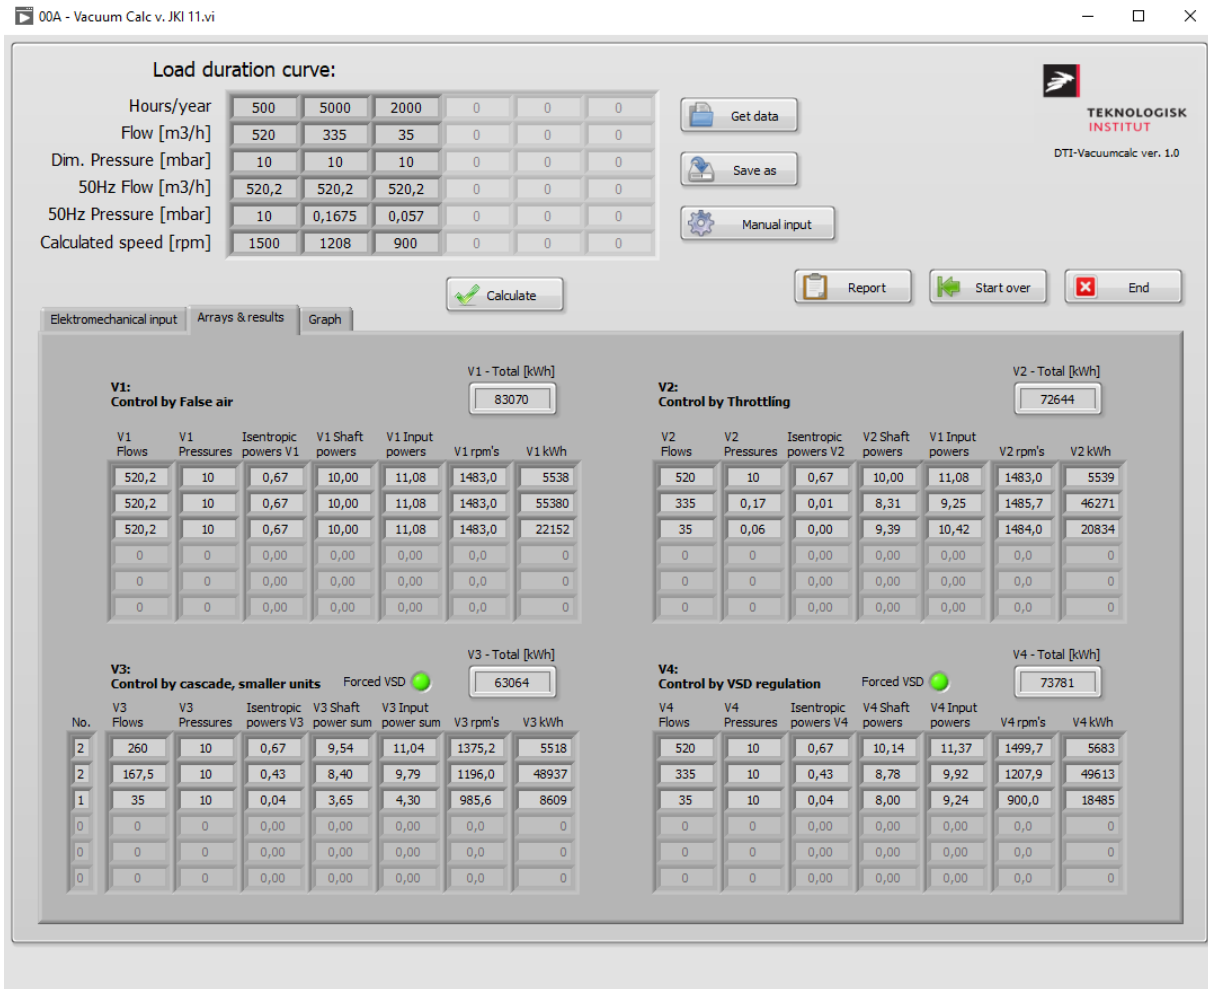 00A - Vacuum Calc v. JKI 11.vi
Load duration curve:
Hours/year 500 5000 2000 0 0 0
Flow [m3/h] 520 335 35 0 0 0
Dim. Pressure [mbar] 10 10 10 0 0 0
50Hz Flow [m3/h] 520,2 520,2 520,2 0 0 0
50Hz Pressure [mbar] 10 0,1675 0,057 0 0 0
Calculated speed [rpm] 1500 1208 900 0 0 0
Get data
Save as
Manual input
TEKNOLOGISK
INSTITUT
DTI-Vacuumcalc ver. 1.0
Calculate
Report
Start over
End
Elektromechanical input
Arrays & results
Graph
V1:
Control by False air
V1 - Total [kWh]
83070
V1 Flows V1 Pressures Isentropic powers V1 V1 Shaft powers V1 Input powers V1 rpm's V1 kWh
520,2 10 0,67 10,00 11,08 1483,0 5538
520,2 10 0,67 10,00 11,08 1483,0 55380
520,2 10 0,67 10,00 11,08 1483,0 22152
0 0 0,00 0,00 0,00 0,0 0
0 0 0,00 0,00 0,00 0,0 0
0 0 0,00 0,00 0,00 0,0 0
V2:
Control by Throttling
V2 - Total [kWh]
72644
V2 Flows V2 Pressures Isentropic powers V2 V2 Shaft powers V1 Input powers V2 rpm's V2 kWh
520 10 0,67 10,00 11,08 1483,0 5539
335 0,17 0,01 8,31 9,25 1485,7 46271
35 0,06 0,00 9,39 10,42 1484,0 20834
0 0 0,00 0,00 0,00 0,0 0
0 0 0,00 0,00 0,00 0,0 0
0 0 0,00 0,00 0,00 0,0 0
V3:
Control by cascade, smaller units
Forced VSD
V3 - Total [kWh]
63064
No. V3 Flows V3 Pressures Isentropic powers V3 V3 Shaft power sum V3 Input power sum V3 rpm's V3 kWh
2 260 10 0,67 9,54 11,04 1375,2 5518
2 167,5 10 0,43 8,40 9,79 1196,0 48937
1 35 10 0,04 3,65 4,30 985,6 8609
0 0 0 0,00 0,00 0,00 0,0 0
0 0 0 0,00 0,00 0,00 0,0 0
0 0 0 0,00 0,00 0,00 0,0 0
V4:
Control by VSD regulation
Forced VSD
V4 - Total [kWh]
73781
V4 Flows V4 Pressures Isentropic powers V4 V4 Shaft powers V4 Input powers V4 rpm's V4 kWh
520 10 0,67 10,14 11,37 1499,7 5683
335 10 0,43 8,78 9,92 1207,9 49613
35 10 0,04 8,00 9,24 900,0 18485
0 0 0,00 0,00 0,00 0,0 0
0 0 0,00 0,00 0,00 0,0 0
0 0 0,00 0,00 0,00 0,0 0